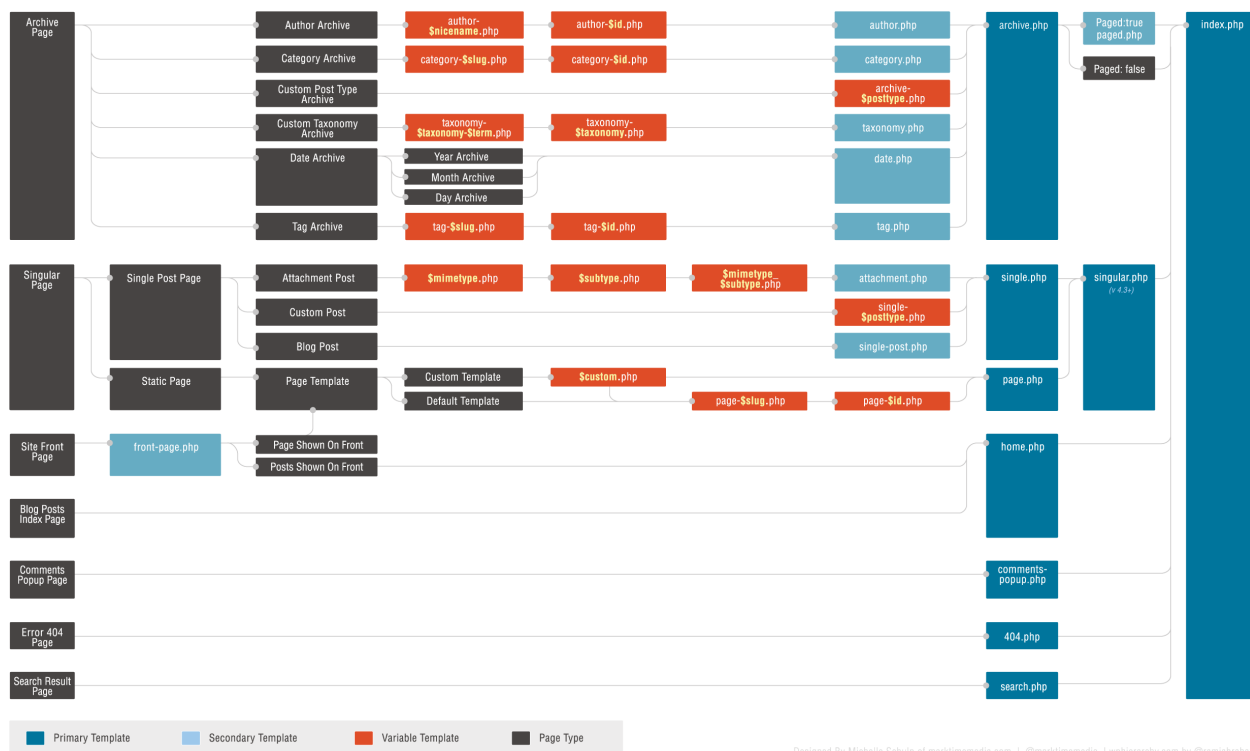 Archive
Page
Author Archive
author-
$nicename.php
author-$id.php
author.php
archive.php
Paged:true
paged.php
index.php
Category Archive
category-$slug.php
category-$id.php
category.php
Paged: false
Custom Post Type
Archive
archive-
$posttype.php
Custom Taxonomy
Archive
taxonomy-
$taxonomy-$term.php
taxonomy-
$taxonomy.php
taxonomy.php
Date Archive
Year Archive
Month Archive
Day Archive
date.php
Tag Archive
tag-$slug.php
tag-$id.php
tag.php
Singular
Page
Single Post Page
Attachment Post
$mimetype.php
$subtype.php
$mimetype_
$subtype.php
attachment.php
single.php
singular.php
(v 4.3+)
Custom Post
single-
$posttype.php
Blog Post
single-post.php
Static Page
Page Template
Custom Template
$custom.php
page.php
Default Template
page-$slug.php
page-$id.php
Site Front
Page
front-page.php
Page Shown On Front
Posts Shown On Front
home.php
Blog Posts
Index Page
Comments
Popup Page
comments-
popup.php
Error 404
Page
404.php
Search Result
Page
search.php
Primary Template
Secondary Template
Variable Template
Page Type